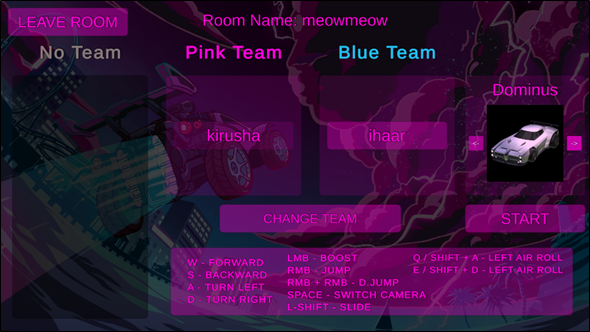 LEAVE ROOM
Room Name: meowmeow
No Team
Pink Team
Blue Team
Dominus
kirusha
ihaar
<-
->
CHANGE TEAM
START
W - FORWARD
S - BACKWARD
A - TURN LEFT
D - TURN RIGHT
LMB - BOOST
RMB - JUMP
RMB + RMB - D.JUMP
SPACE - SWITCH CAMERA
L-SHIFT - SLIDE
Q / SHIFT + A - LEFT AIR ROLL
E / SHIFT + D - LEFT AIR ROLL